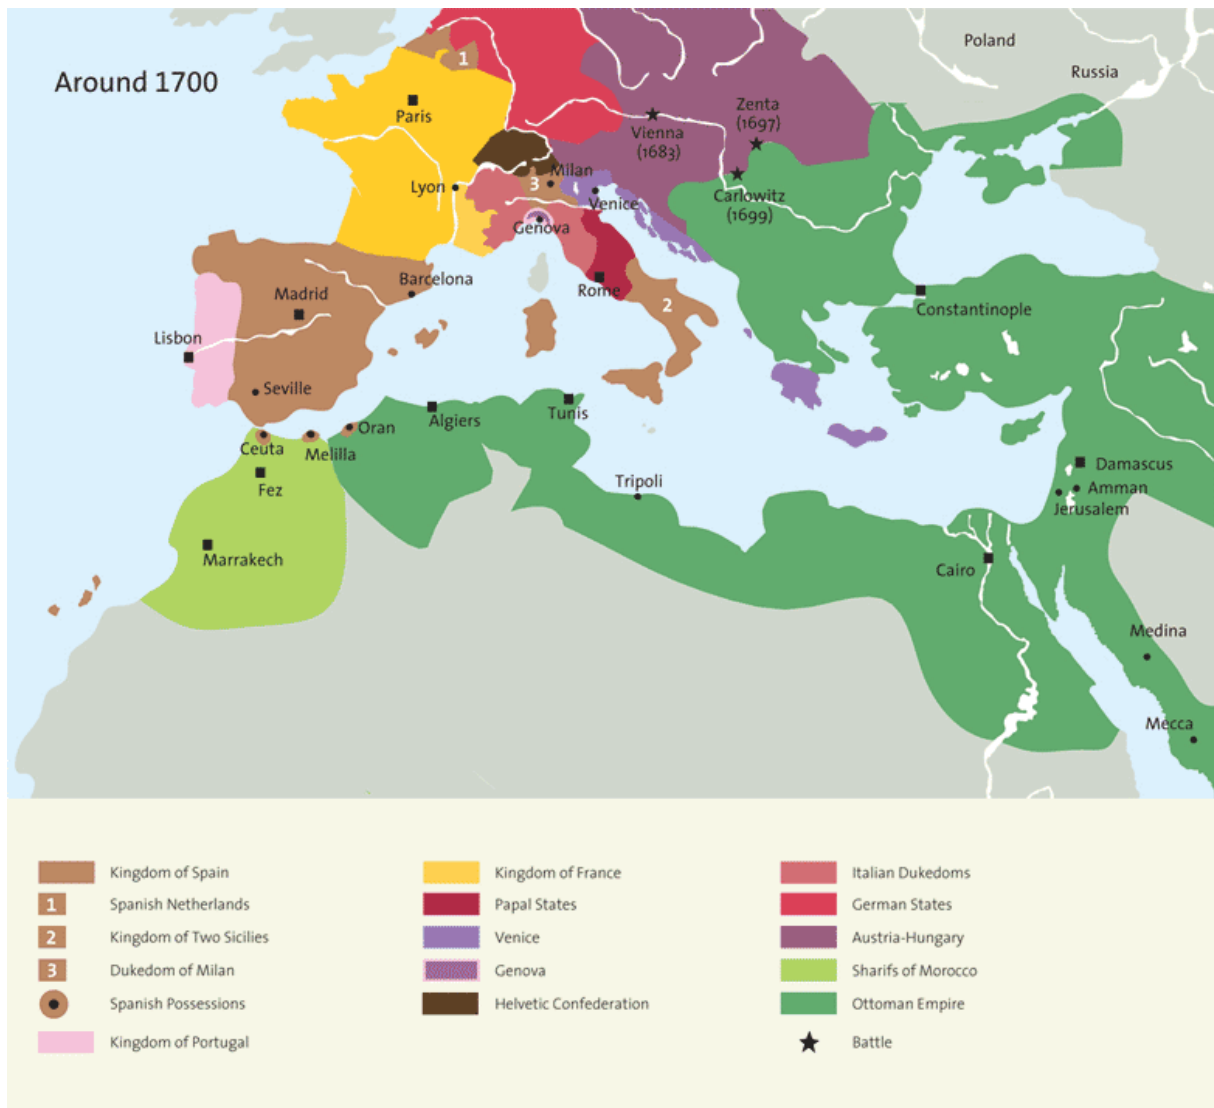 Around 1700
Poland
Russia
Zenta
(1697)
1
Paris
Vienna
(1683)
Milan
3
Lyon
Venice
Carlowitz
(1699)
Genova
Barcelona
Rome
Madrid
2
Constantinople
Lisbon
Seville
Algiers
Tunis
Oran
Ceuta
Melilla
Fez
Tripoli
Damascus
Amman
Jerusalem
Marrakech
Cairo
Medina
Mecca
Kingdom of Spain
1 Spanish Netherlands
2 Kingdom of Two Sicilies
3 Dukedom of Milan
Spanish Possessions
Kingdom of Portugal
Kingdom of France
Papal States
Venice
Genova
Helvetic Confederation
Italian Dukedoms
German States
Austria-Hungary
Sharifs of Morocco
Ottoman Empire
Battle